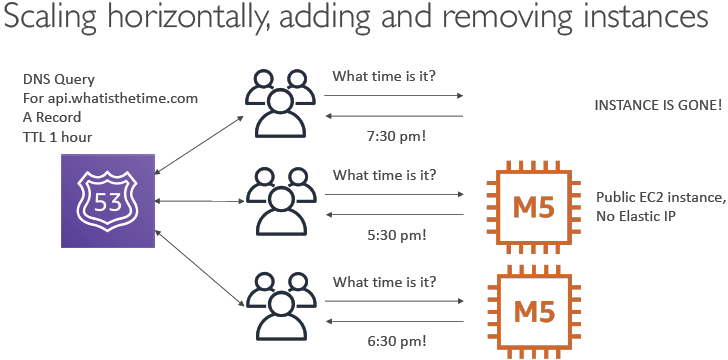 Scaling horizontally, adding and removing instances
DNS Query
For api.whatisthetime.com
A Record
TTL 1 hour
53
What time is it?
7:30 pm!
INSTANCE IS GONE!
What time is it?
5:30 pm!
M5
Public EC2 instance,
No Elastic IP
What time is it?
6:30 pm!
M5